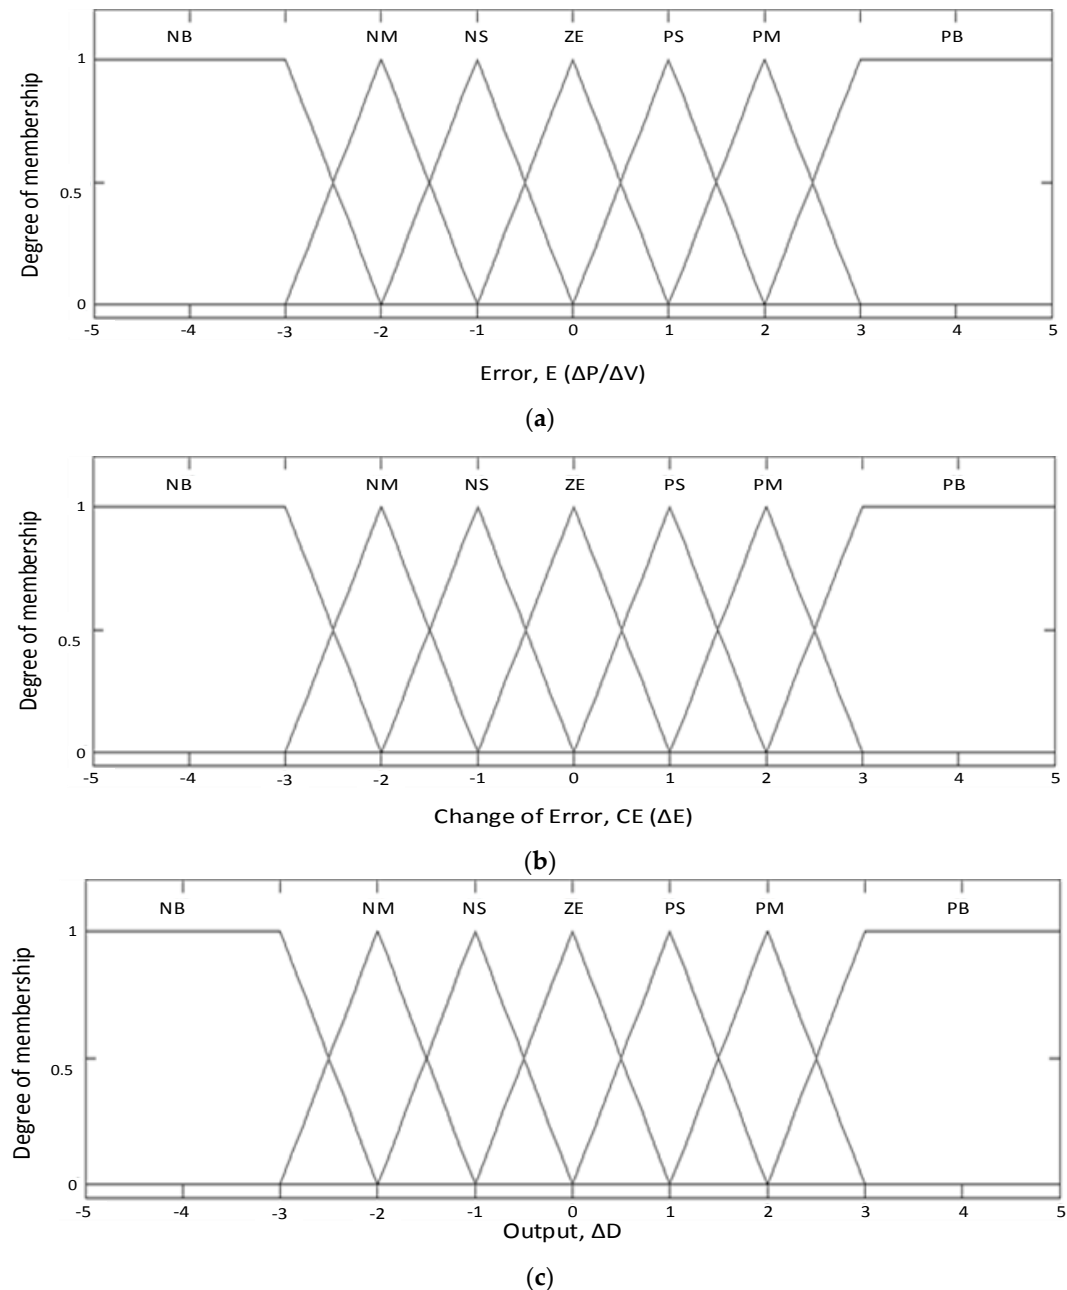 NB NM NS ZE PS PM PB
1
Degree of membership
0.5
0
-5 -4 -3 -2 -1 0 1 2 3 4 5
Error, E (ΔP/ΔV)
(a)
NB NM NS ZE PS PM PB
1
Degree of membership
0.5
0
-5 -4 -3 -2 -1 0 1 2 3 4 5
Change of Error, CE (ΔE)
(b)
NB NM NS ZE PS PM PB
1
Degree of membership
0.5
0
-5 -4 -3 -2 -1 0 1 2 3 4 5
Output, ΔD
(c)